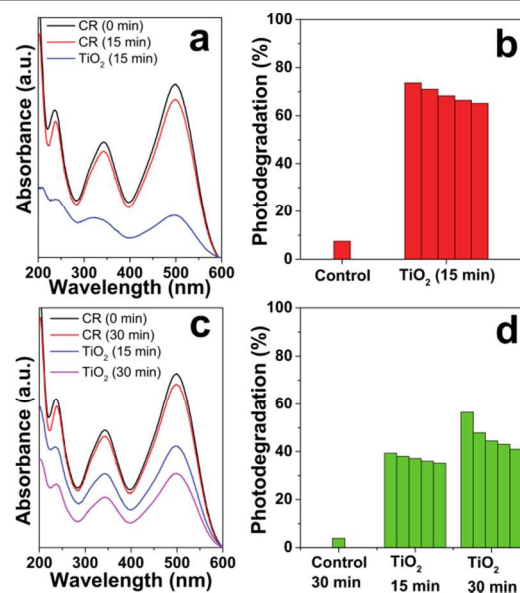 a
CR (0 min)
CR (15 min)
TiO2 (15 min)
Absorbance (a.u.)
200 300 400 500 600
Wavelength (nm)
b
100
80
60
40
20
0
Photodegradation (%)
Control TiO2 (15 min)
c
CR (0 min)
CR (30 min)
TiO2 (15 min)
TiO2 (30 min)
Absorbance (a.u.)
200 300 400 500 600
Wavelength (nm)
d
100
80
60
40
20
0
Photodegradation (%)
Control TiO2 TiO2
30 min 15 min 30 min